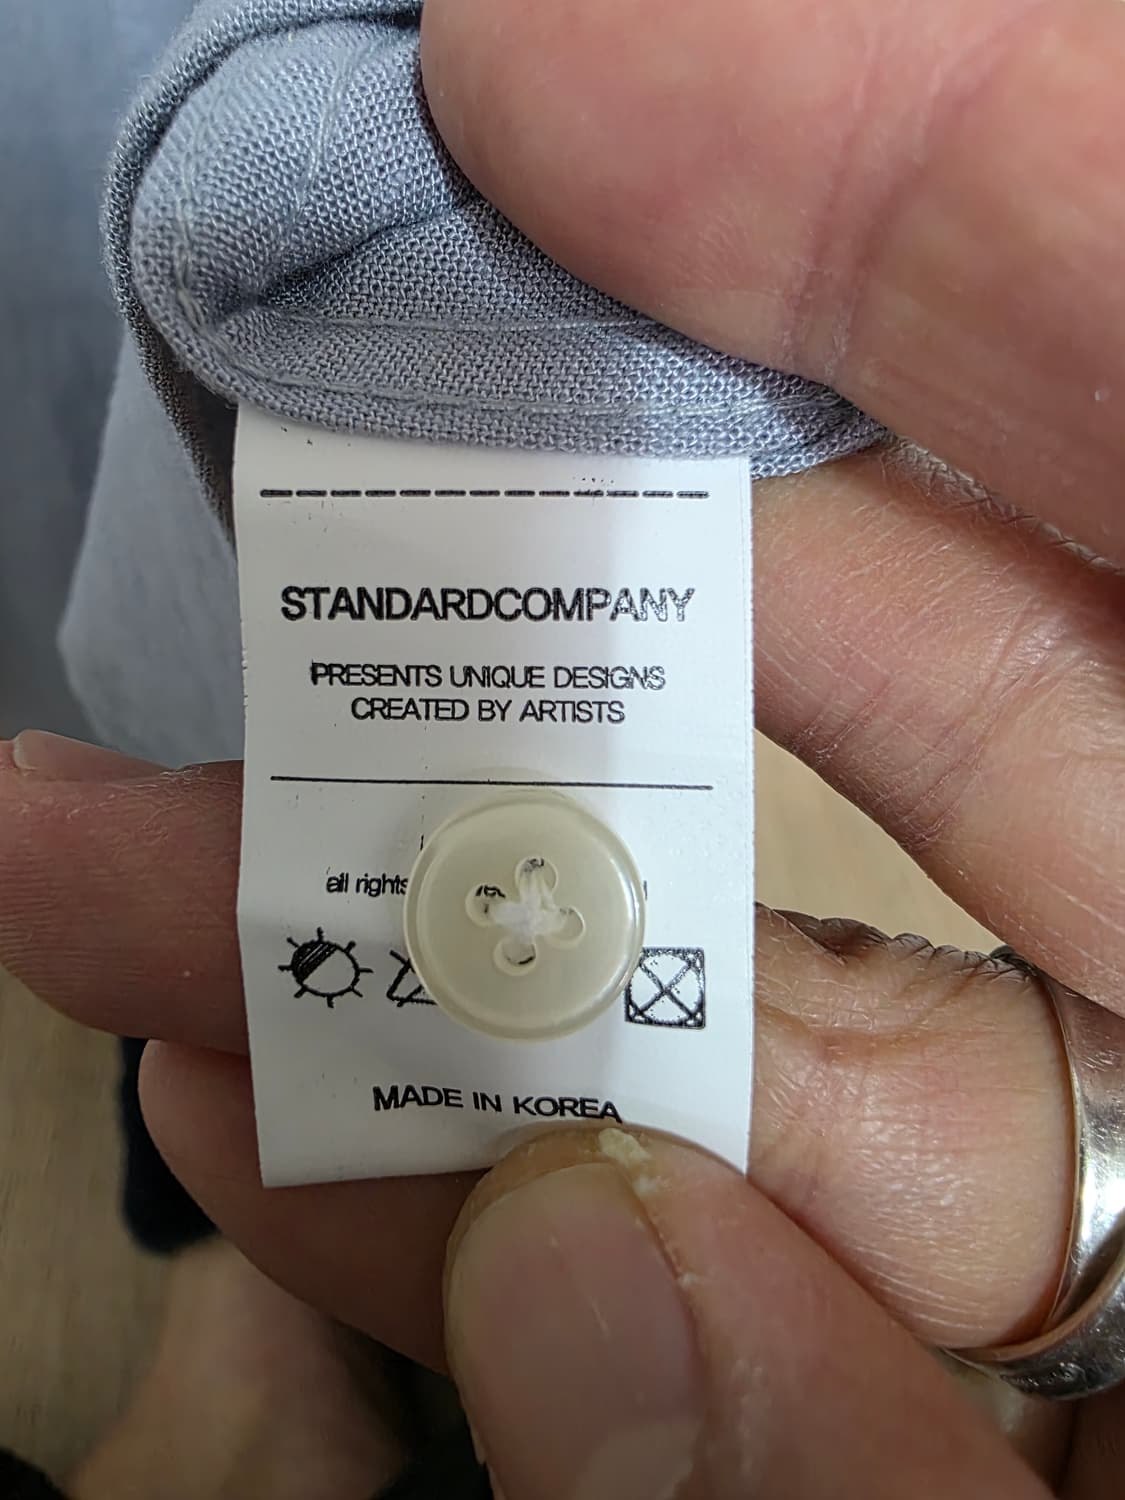 STANDARDCOMPANY
PRESENTS UNIQUE DESIGNS
CREATED BY ARTISTS
all rights
MADE IN KOREA